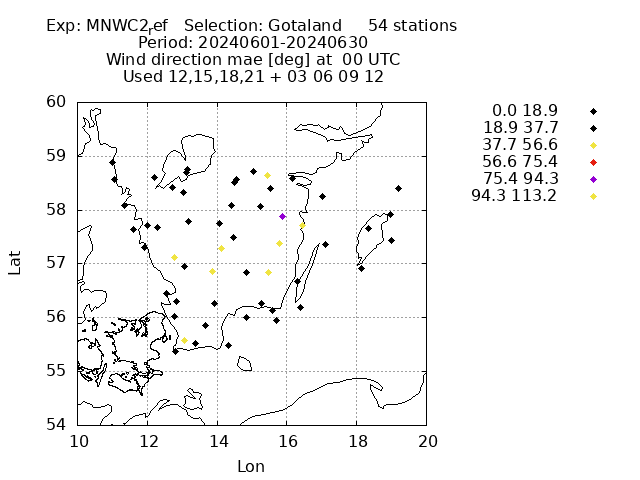 Exp: MNWC2ref   Selection: Gotaland     54 stations
Period: 20240601-20240630
Wind direction mae [deg] at  00 UTC
Used 12,15,18,21 + 03 06 09 12
0.0 18.9
18.9 37.7
37.7 56.6
56.6 75.4
75.4 94.3
94.3 113.2
60
59
58
57
56
55
54
Lat
10 12 14 16 18 20
Lon